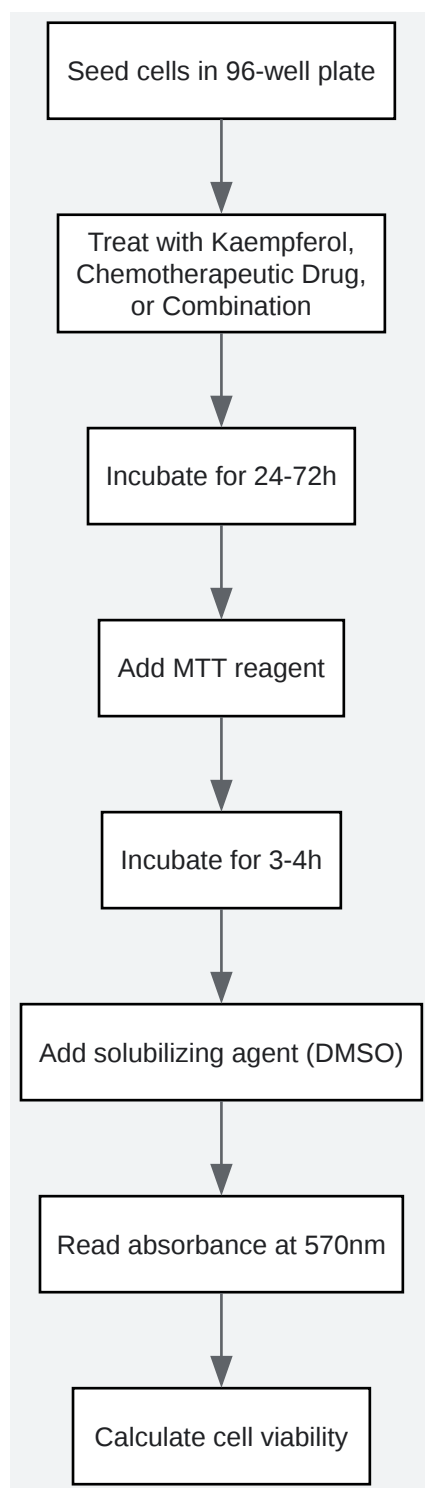 Seed cells in 96-well plate
Treat with Kaempferol,
Chemotherapeutic Drug,
or Combination
Incubate for 24-72h
Add MTT reagent
Incubate for 3-4h
Add solubilizing agent (DMSO)
Read absorbance at 570nm
Calculate cell viability